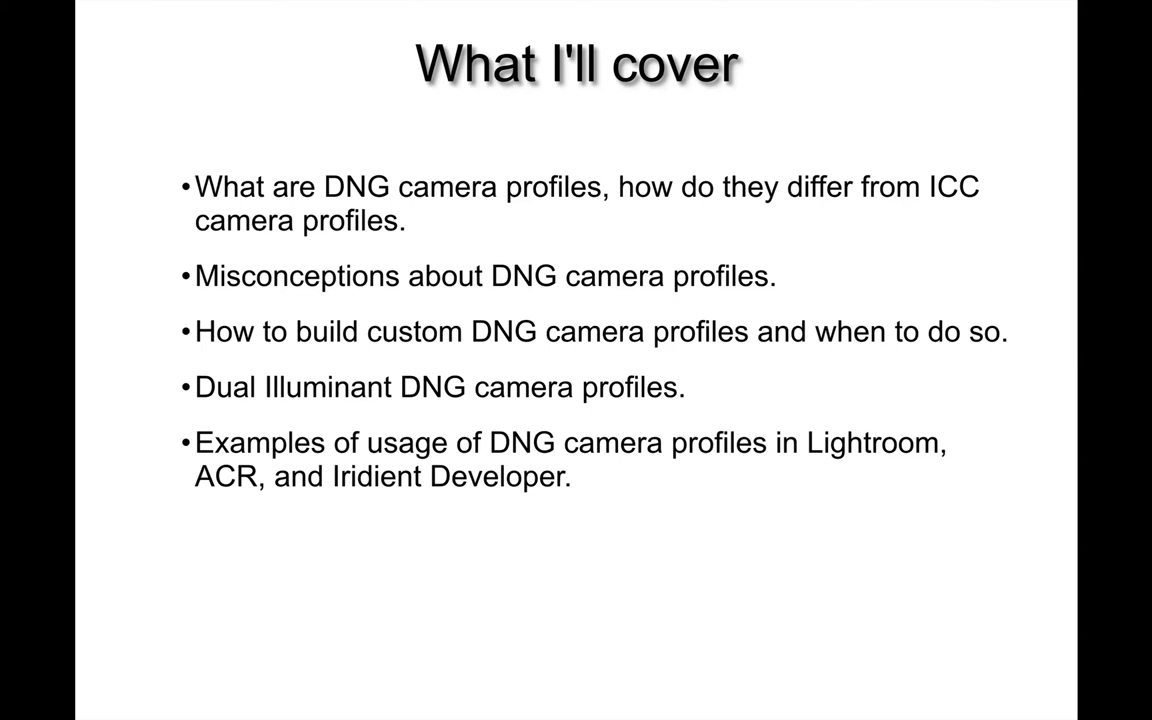 What I'll cover
•What are DNG camera profiles, how do they differ from ICC
camera profiles.
•Misconceptions about DNG camera profiles.
•How to build custom DNG camera profiles and when to do so.
•Dual Illuminant DNG camera profiles.
•Examples of usage of DNG camera profiles in Lightroom,
ACR, and Iridient Developer.